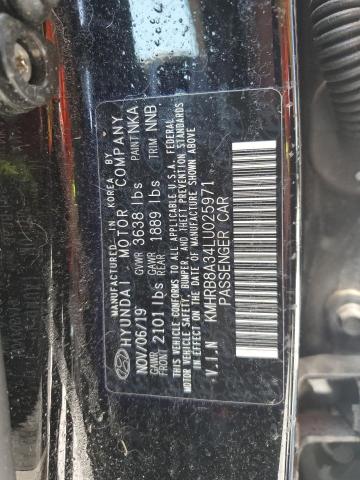 MANUFACTURED IN KOREA BY
HYUNDAI MOTOR COMPANY
NOV/06/19 GVWR 3638 lbs PAINT NKA
GAWR FRONT 2101 lbs GAWR REAR 1889 lbs TRIM NNB
THIS VEHICLE CONFORMS TO ALL APPLICABLE U.S.A. FEDERAL
MOTOR VEHICLE SAFETY, BUMPER, AND THEFT PREVENTION STANDARDS
IN EFFECT ON THE DATE OF MANUFACTURE SHOWN ABOVE.
V.I.N KMHRB8A34LU025971
PASSENGER CAR